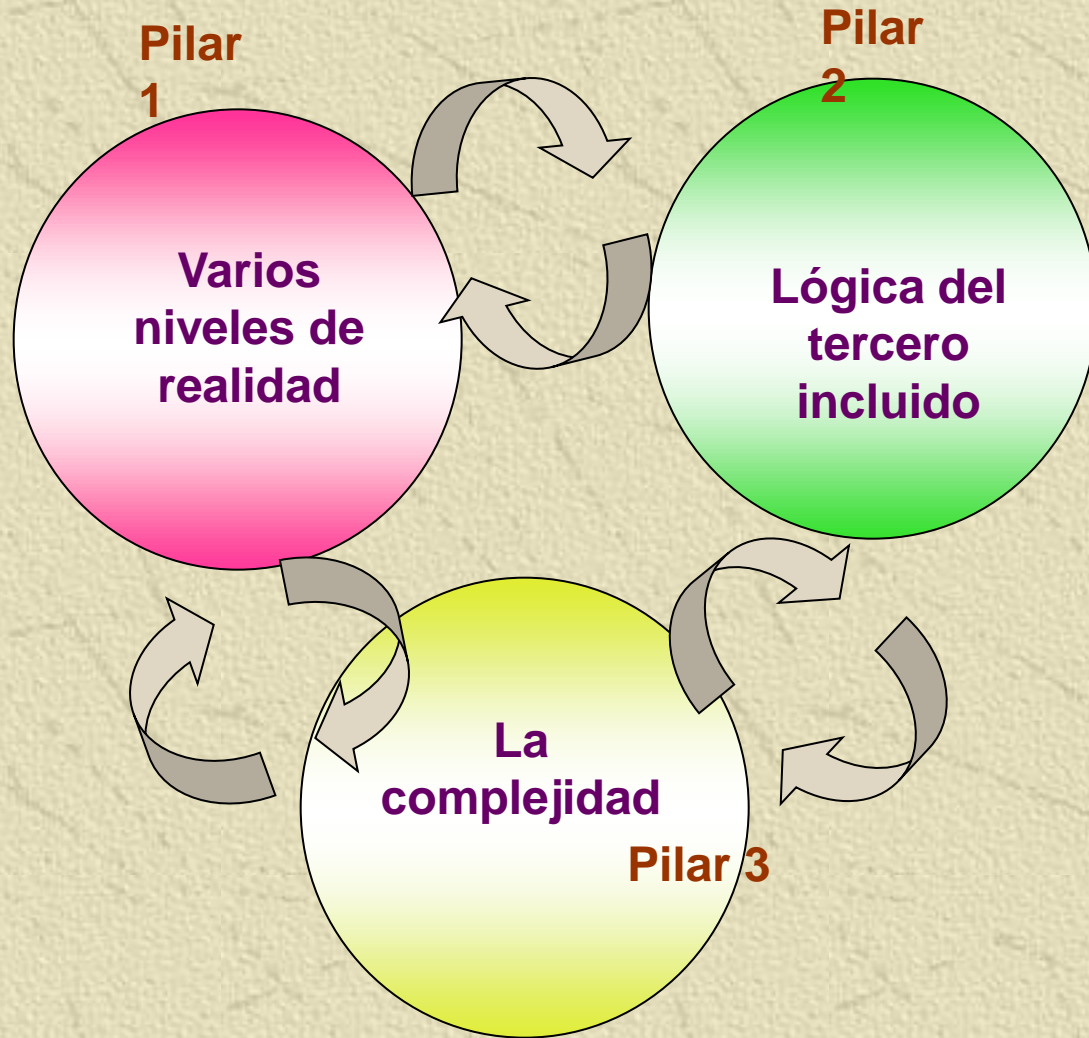 Pilar
1
Varios
niveles de
realidad
Pilar
2
Lógica del
tercero
incluido
La
complejidad
Pilar 3